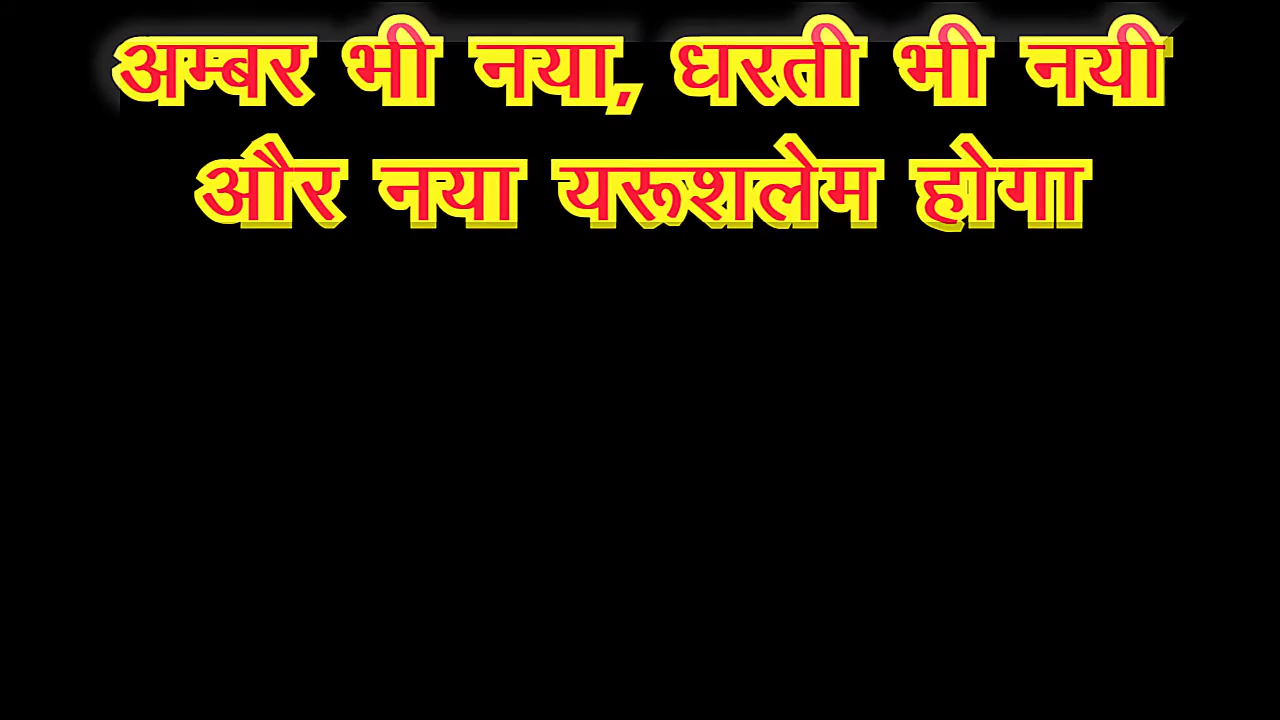 अम्बर भी नया, धरती भी नयी
और नया यरूशलेम होगा